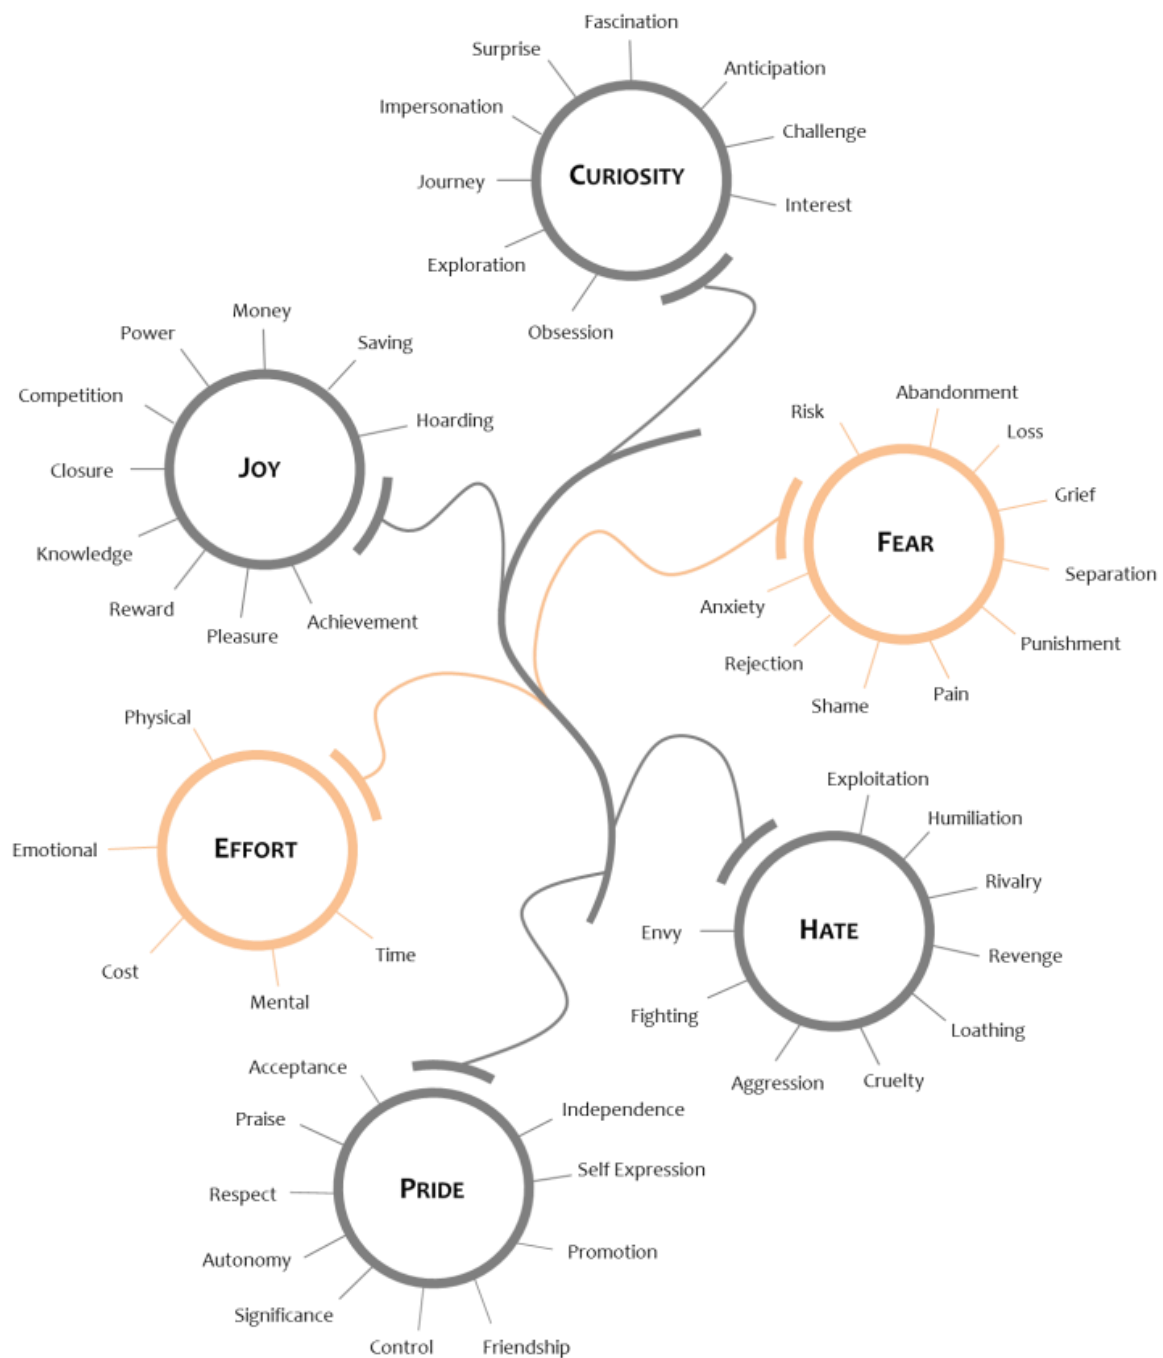 Fascination
Surprise
Anticipation
Impersonation
Challenge
CURIOSITY
Journey
Interest
Exploration
Obsession
Money
Power
Saving
Competition
Hoarding
JOY
Closure
Knowledge
Reward
Pleasure
Achievement
Abandonment
Risk
Loss
Grief
FEAR
Separation
Anxiety
Punishment
Rejection
Pain
Shame
Physical
EFFORT
Emotional
Time
Cost
Mental
Exploitation
Humiliation
Rivalry
HATE
Envy
Revenge
Fighting
Loathing
Aggression
Cruelty
Acceptance
Independence
Praise
Self Expression
PRIDE
Respect
Promotion
Autonomy
Significance
Control
Friendship